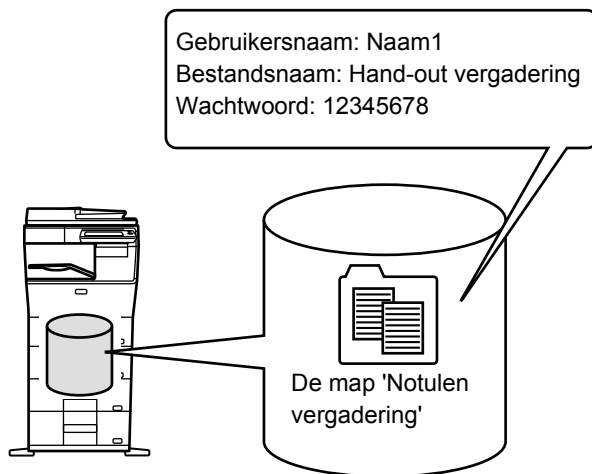 Gebruikersnaam: Naam1
Bestandsnaam: Hand-out vergadering
Wachtwoord: 12345678
De map 'Notulen
vergadering'